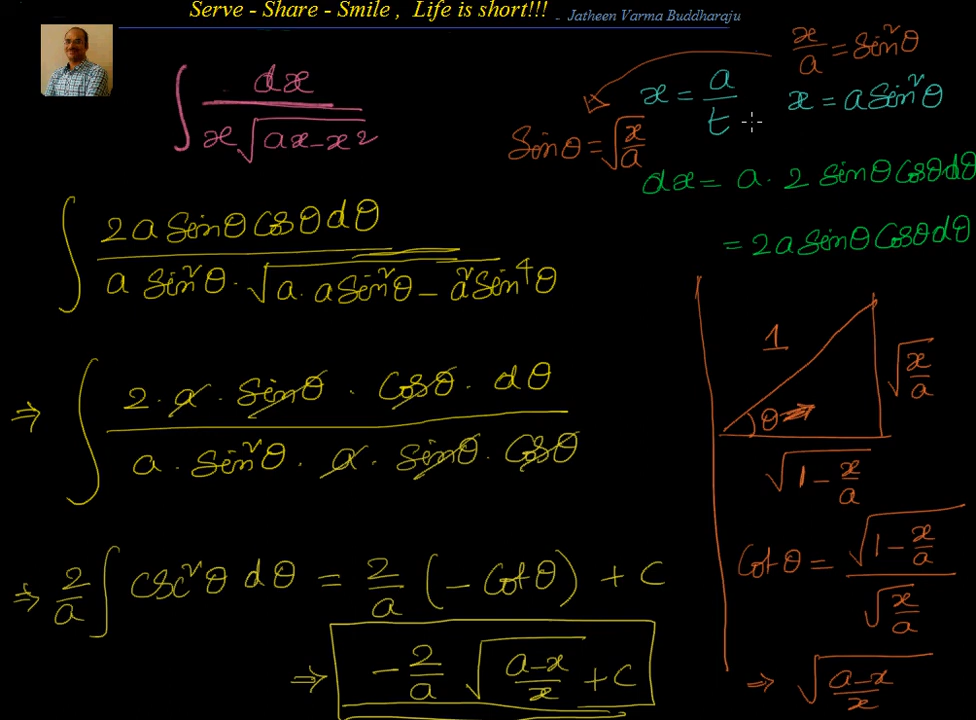 Serve - Share - Smile , Life is short!!! - Jatheen Varma Buddharaju
∫ dx / (x √(ax - x²))
x/a = Sin²θ
Sinθ = √(x/a)
x = a/t
x = a Sin²θ
dx = a · 2 Sinθ Cosθ dθ
= 2a Sinθ Cosθ dθ
∫ 2a Sinθ Cosθ dθ / (a Sin²θ · √(a · a Sin²θ - a² Sin⁴θ))
⇒ ∫ 2 · a · Sinθ · Cosθ · dθ / (a · Sin²θ · a · Sinθ · Cosθ)
1
√(x/a)
θ
√(1 - x/a)
Cotθ = √(1 - x/a) / √(x/a)
⇒ √((a-x)/x)
⇒ 2/a ∫ Csc²θ dθ = 2/a (- Cotθ) + C
⇒ - 2/a √((a-x)/x) + C